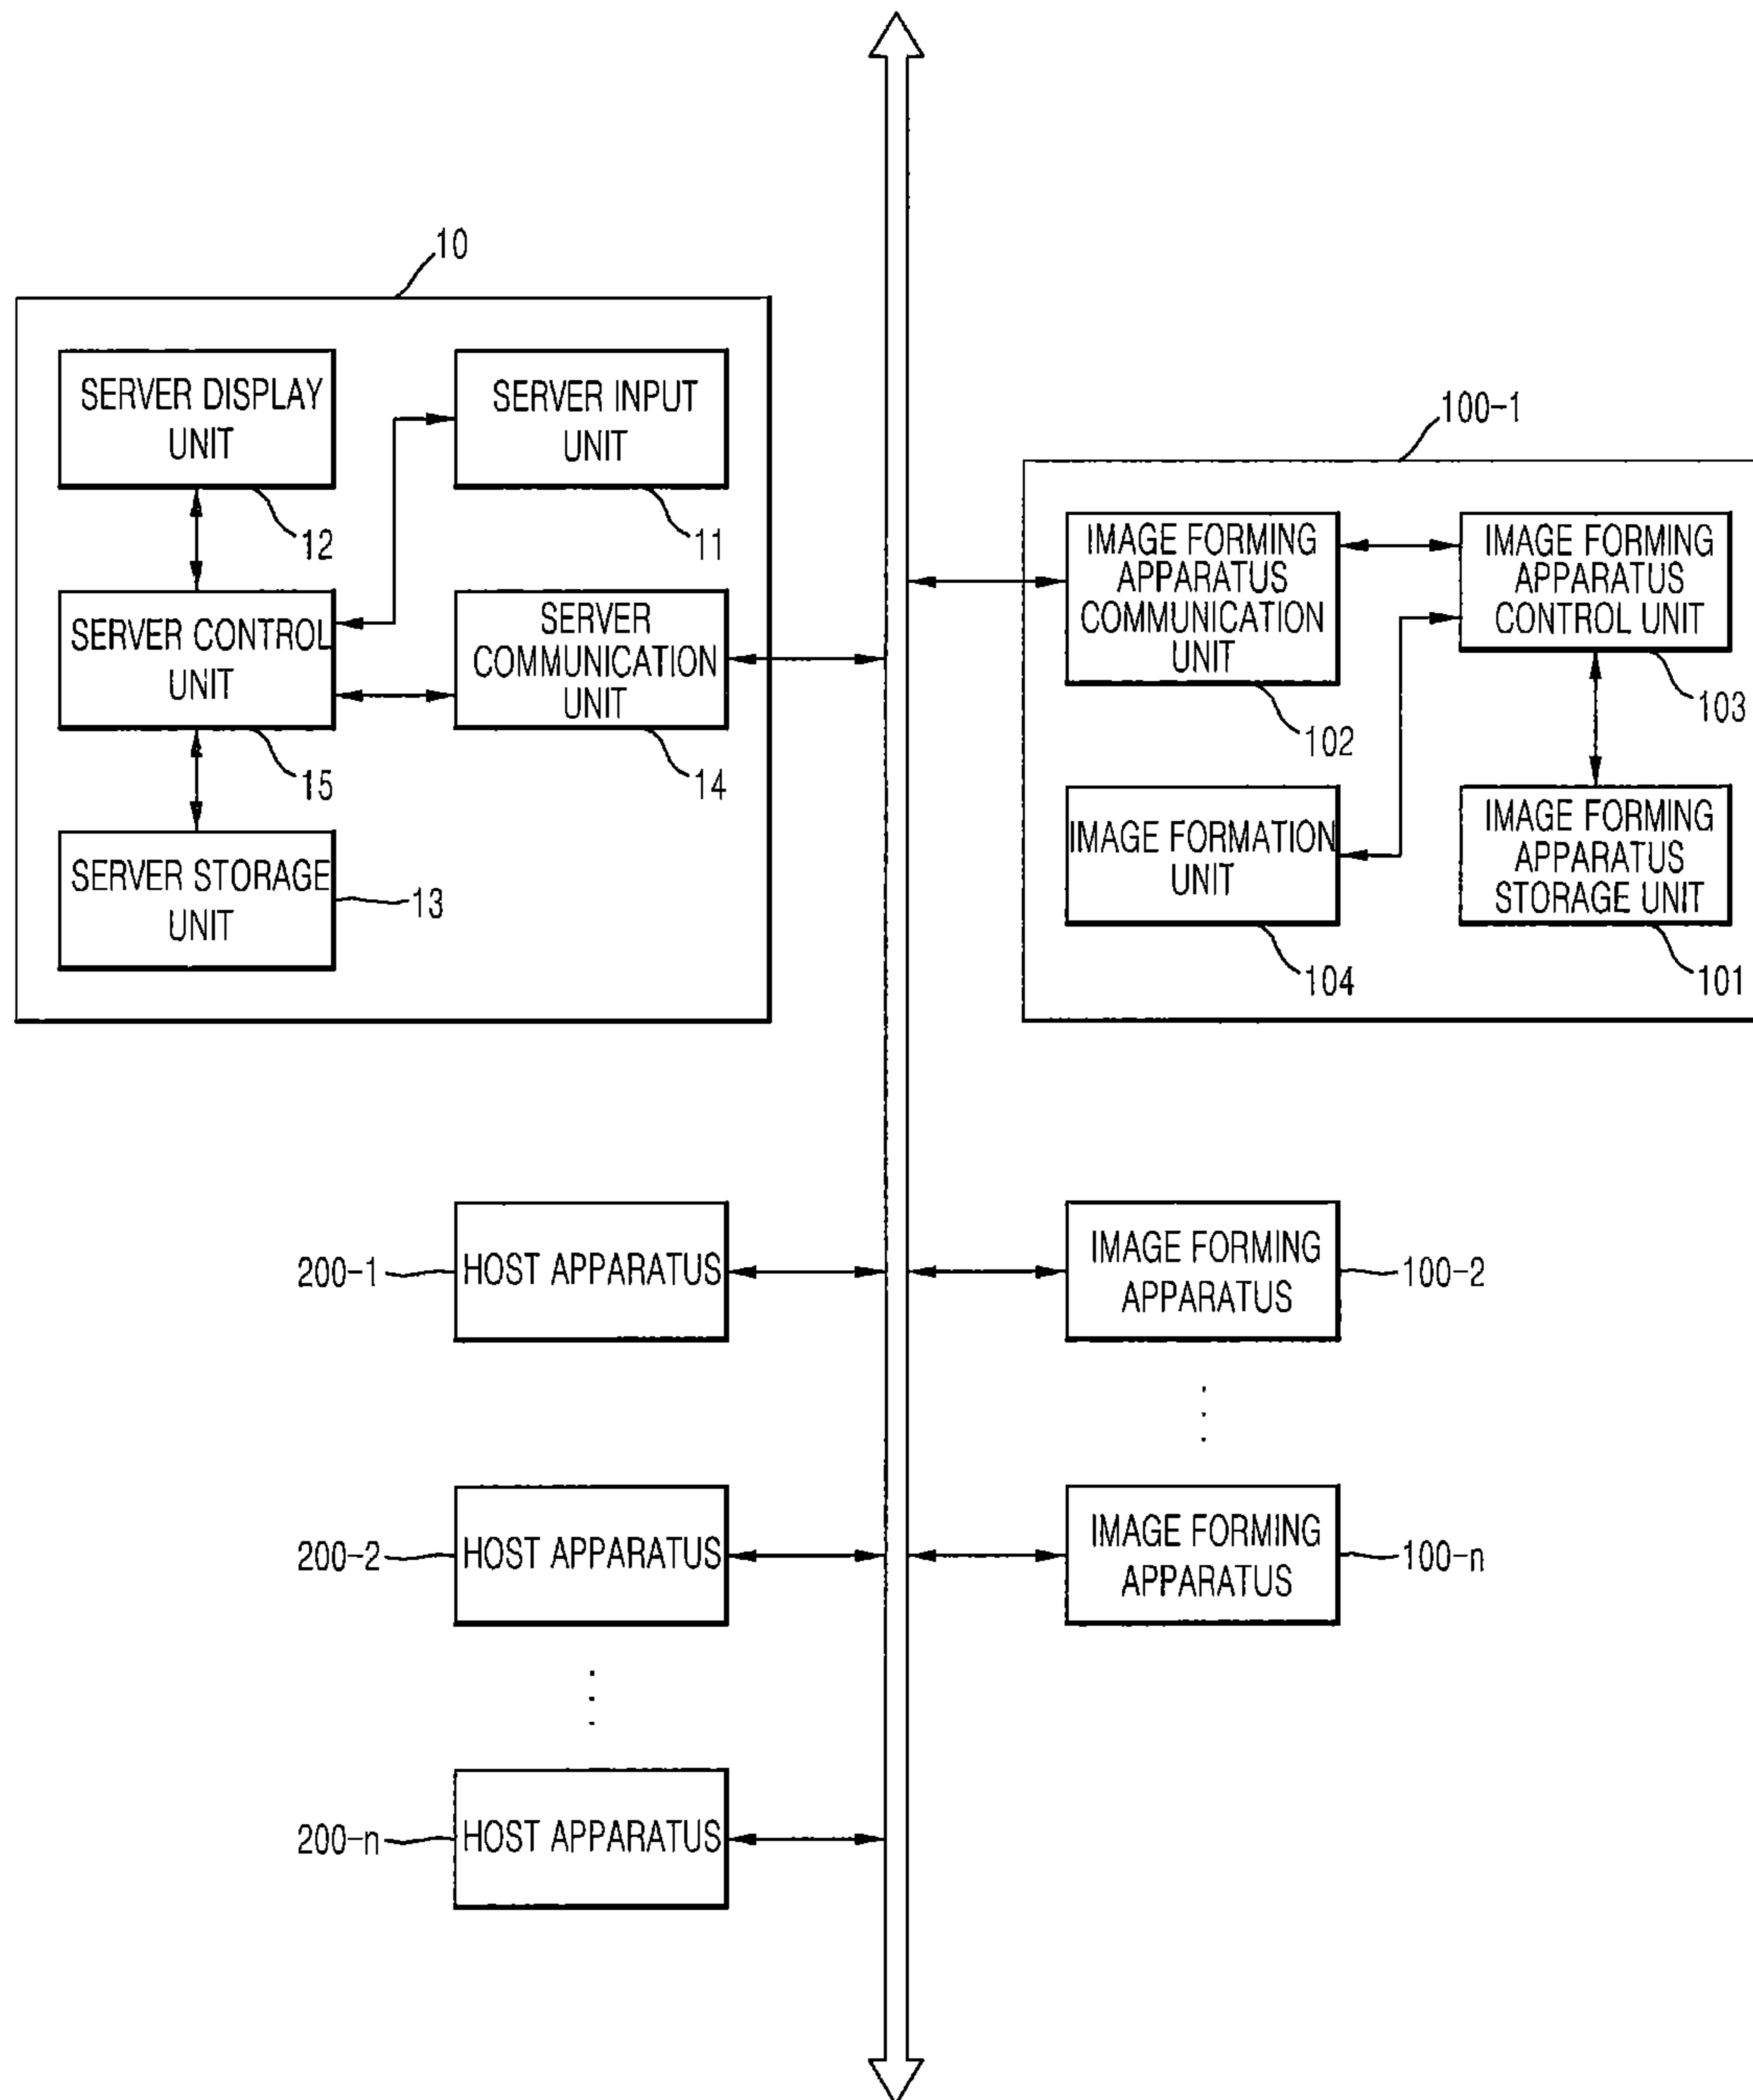 10
SERVER DISPLAY
UNIT
12
SERVER INPUT
UNIT
11
SERVER CONTROL
UNIT
15
SERVER
COMMUNICATION
UNIT
14
SERVER STORAGE
UNIT
13
100-1
IMAGE FORMING
APPARATUS
COMMUNICATION
UNIT
102
IMAGE FORMING
APPARATUS
CONTROL UNIT
103
IMAGE FORMATION
UNIT
104
IMAGE FORMING
APPARATUS
STORAGE UNIT
101
200-1
HOST APPARATUS
IMAGE FORMING
APPARATUS
100-2
200-2
HOST APPARATUS
IMAGE FORMING
APPARATUS
100-n
200-n
HOST APPARATUS